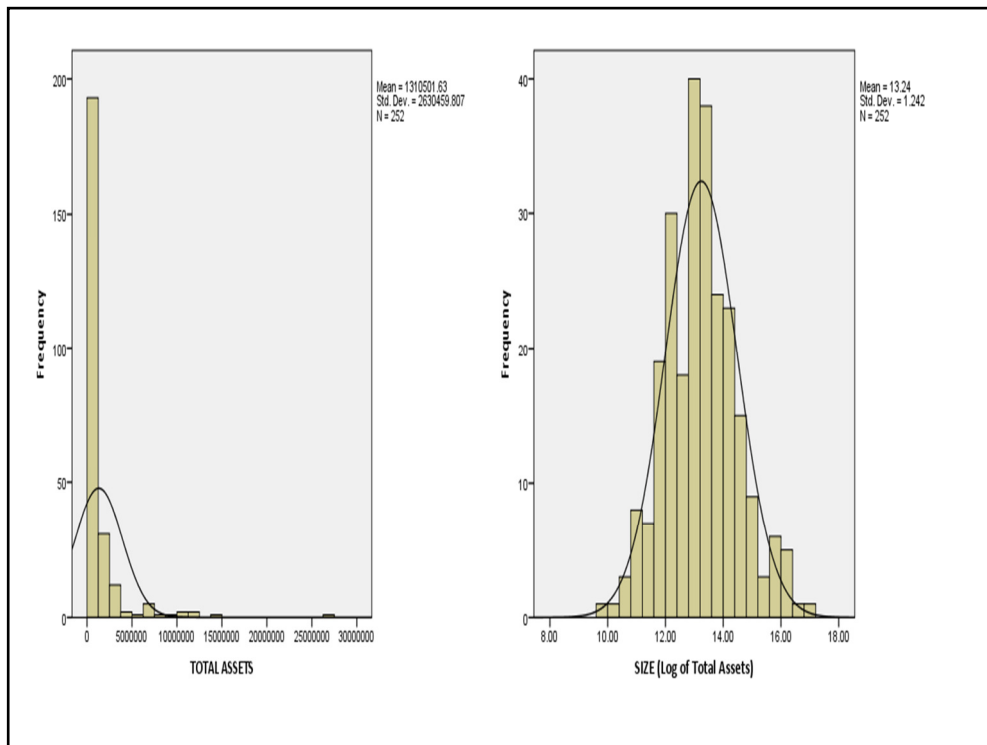 200
150
100
50
0
Frequency
0 5000000 10000000 15000000 20000000 25000000 30000000
TOTAL ASSETS
Mean = 1310501.63
Std. Dev. = 2630459.807
N = 252
40
30
20
10
0
Frequency
8.00 10.00 12.00 14.00 16.00 18.00
SIZE (Log of Total Assets)
Mean = 13.24
Std. Dev. = 1.242
N = 252